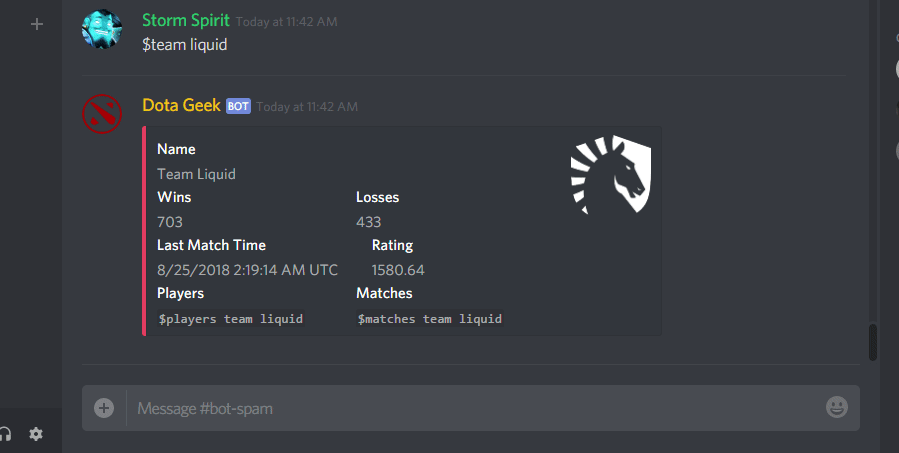 Storm Spirit Today at 11:42 AM
$team liquid
Dota Geek BOT Today at 11:42 AM
Name
Team Liquid
Wins Losses
703 433
Last Match Time Rating
8/25/2018 2:19:14 AM UTC 1580.64
Players Matches
$players team liquid $matches team liquid
Message #bot-spam